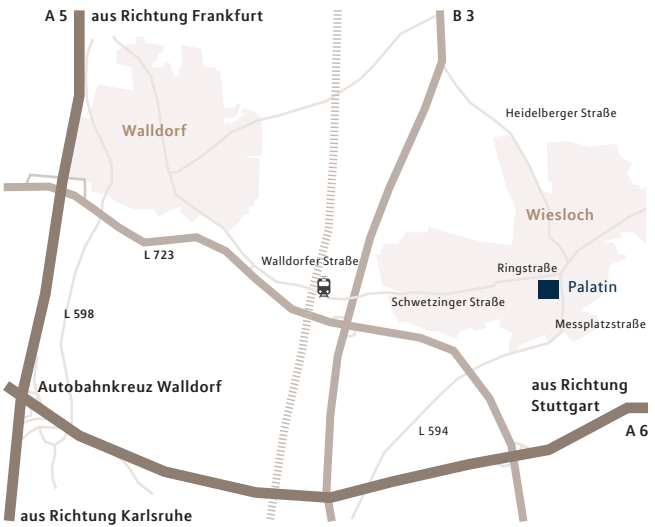 A 5 aus Richtung Frankfurt
B 3
Heidelberger Straße
Walldorf
Wiesloch
L 723
Walldorfer Straße
Ringstraße
Palatin
Schwetzinger Straße
L 598
Messplatzstraße
Autobahnkreuz Walldorf
aus Richtung
Stuttgart
L 594
A 6
aus Richtung Karlsruhe